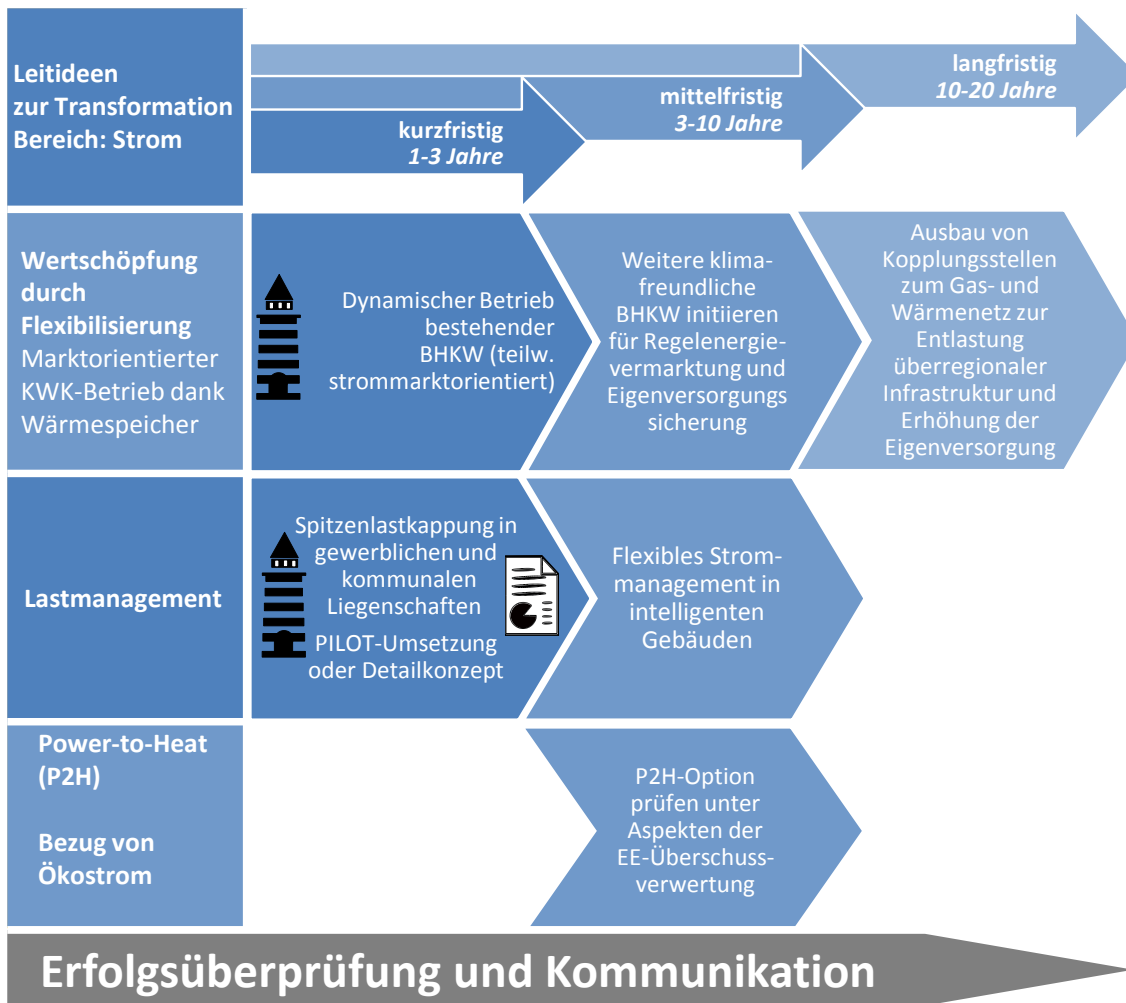 Leitideen
zur Transformation
Bereich: Strom
kurzfristig
1-3 Jahre
mittelfristig
3-10 Jahre
langfristig
10-20 Jahre
Wertschöpfung
durch
Flexibilisierung
Marktorientierter
KWK-Betrieb dank
Wärmespeicher
Dynamischer Betrieb
bestehender
BHKW (teilw.
strommarktorientiert)
Weitere klima-
freundliche
BHKW initiieren
für Regelenergie-
vermarktung und
Eigenversorgungs
sicherung
Ausbau von
Kopplungsstellen
zum Gas- und
Wärmenetz zur
Entlastung
überregionaler
Infrastruktur und
Erhöhung der
Eigenversorgung
Lastmanagement
Spitzenlastkappung in
gewerblichen und
kommunalen
Liegenschaften
PILOT-Umsetzung
oder Detailkonzept
Flexibles Strom-
management in
intelligenten
Gebäuden
Power-to-Heat
(P2H)
Bezug von
Ökostrom
P2H-Option
prüfen unter
Aspekten der
EE-Überschuss-
verwertung
Erfolgsüberprüfung und Kommunikation